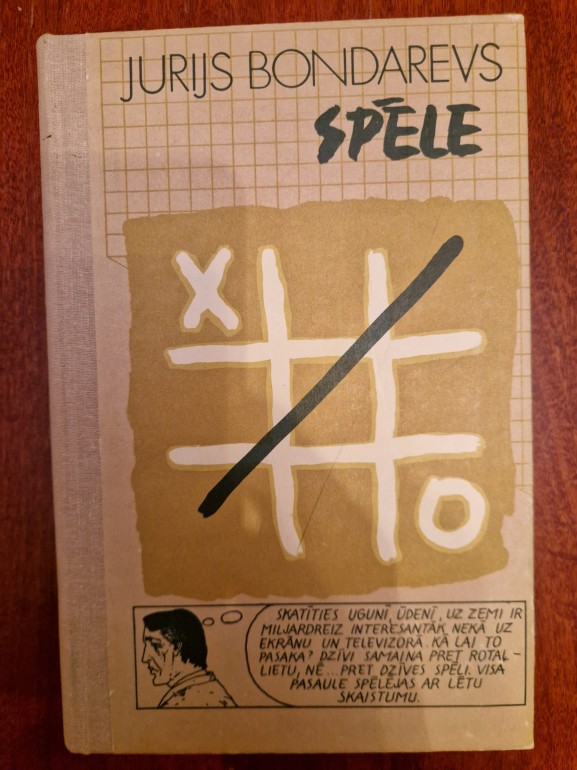 JURIJS BONDAREVS
SPĒLE
X
O
SKATĪTIES UGUNĪ, ŪDENĪ, UZ ZEMI IR
MILJARDREIZ INTERESANTĀK NEKĀ UZ
EKRĀNU UN TELEVIZORĀ. KĀ LAI TO
PASAKA? DZĪVI SAMAINA PRET ROTAĻ-
LIETU, NĒ... PRET DZĪVES SPĒLI. VISA
PASAULE SPĒLĒJAS AR LĒTU
SKAISTUMU.